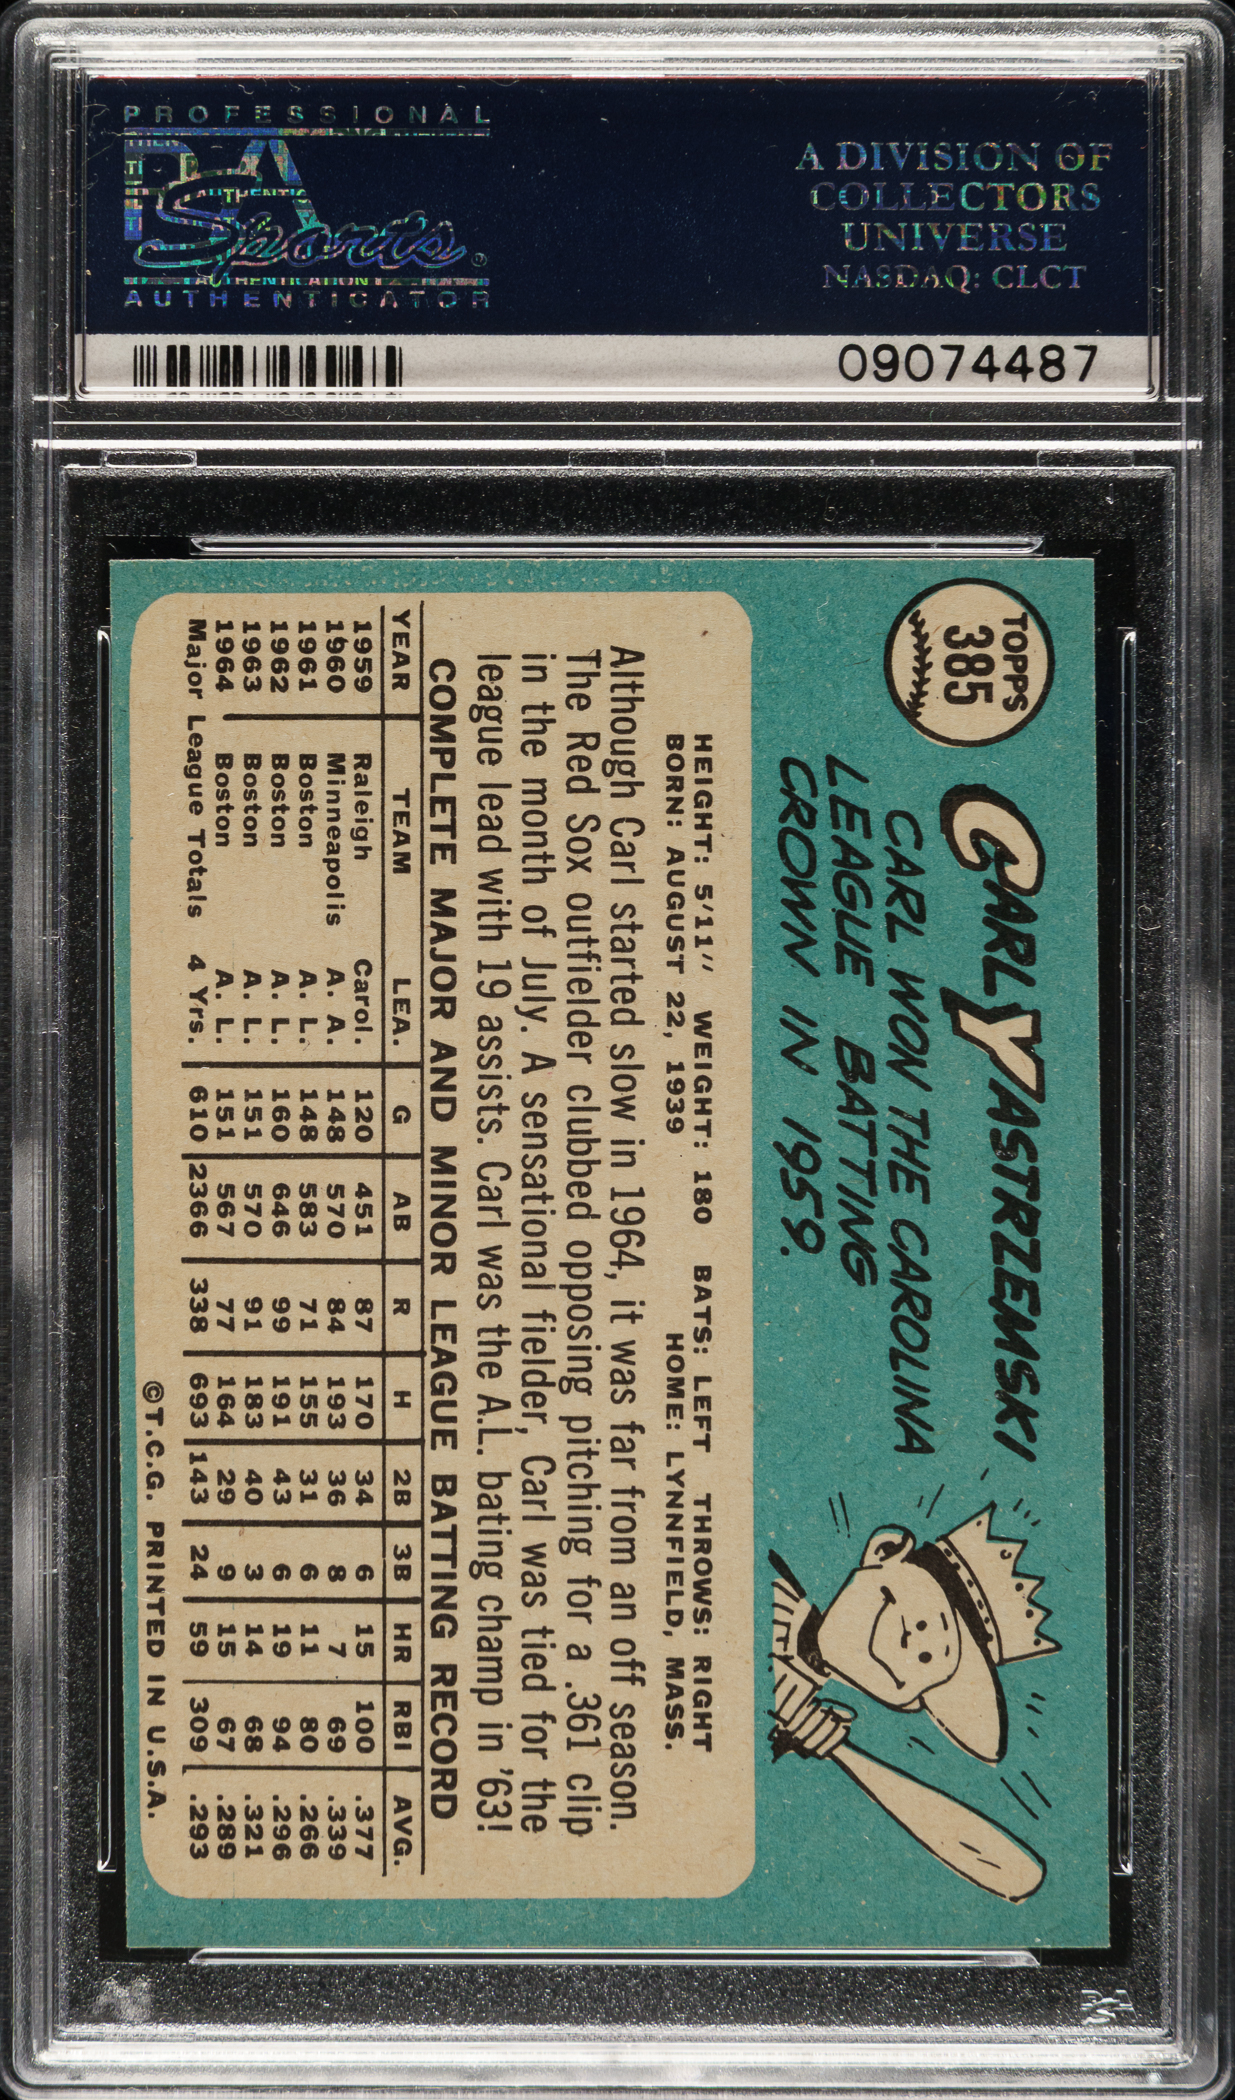 PROFESSIONAL
PSA
Sports®
AUTHENTICATOR
A DIVISION OF
COLLECTORS
UNIVERSE
NASDAQ: CLCT
09074487
TOPPS
385
CARL YASTRZEMSKI
CARL WON THE CAROLINA
LEAGUE BATTING
CROWN IN 1959.
HEIGHT: 5'11" WEIGHT: 180 BATS: LEFT THROWS: RIGHT
BORN: AUGUST 22, 1939 HOME: LYNNFIELD, MASS.
Although Carl started slow in 1964, it was far from an off season.
The Red Sox outfielder clubbed opposing pitching for a .361 clip
in the month of July. A sensational fielder, Carl was tied for the
league lead with 19 assists. Carl was the A.L. bating champ in '63!
COMPLETE MAJOR AND MINOR LEAGUE BATTING RECORD
YEAR TEAM LEA. G AB R H 2B 3B HR RBI AVG.
1959 Raleigh Carol. 120 451 87 170 34 6 15 100 .377
1960 Minneapolis A. A. 148 570 84 193 36 8 7 69 .339
1961 Boston A. L. 148 583 71 155 31 6 11 80 .266
1962 Boston A. L. 160 646 99 191 43 6 19 94 .296
1963 Boston A. L. 151 570 91 183 40 3 14 68 .321
1964 Boston A. L. 151 567 77 164 29 9 15 67 .289
Major League Totals 4 Yrs. 610 2366 338 693 143 24 59 309 .293
©T.C.G. PRINTED IN U.S.A.